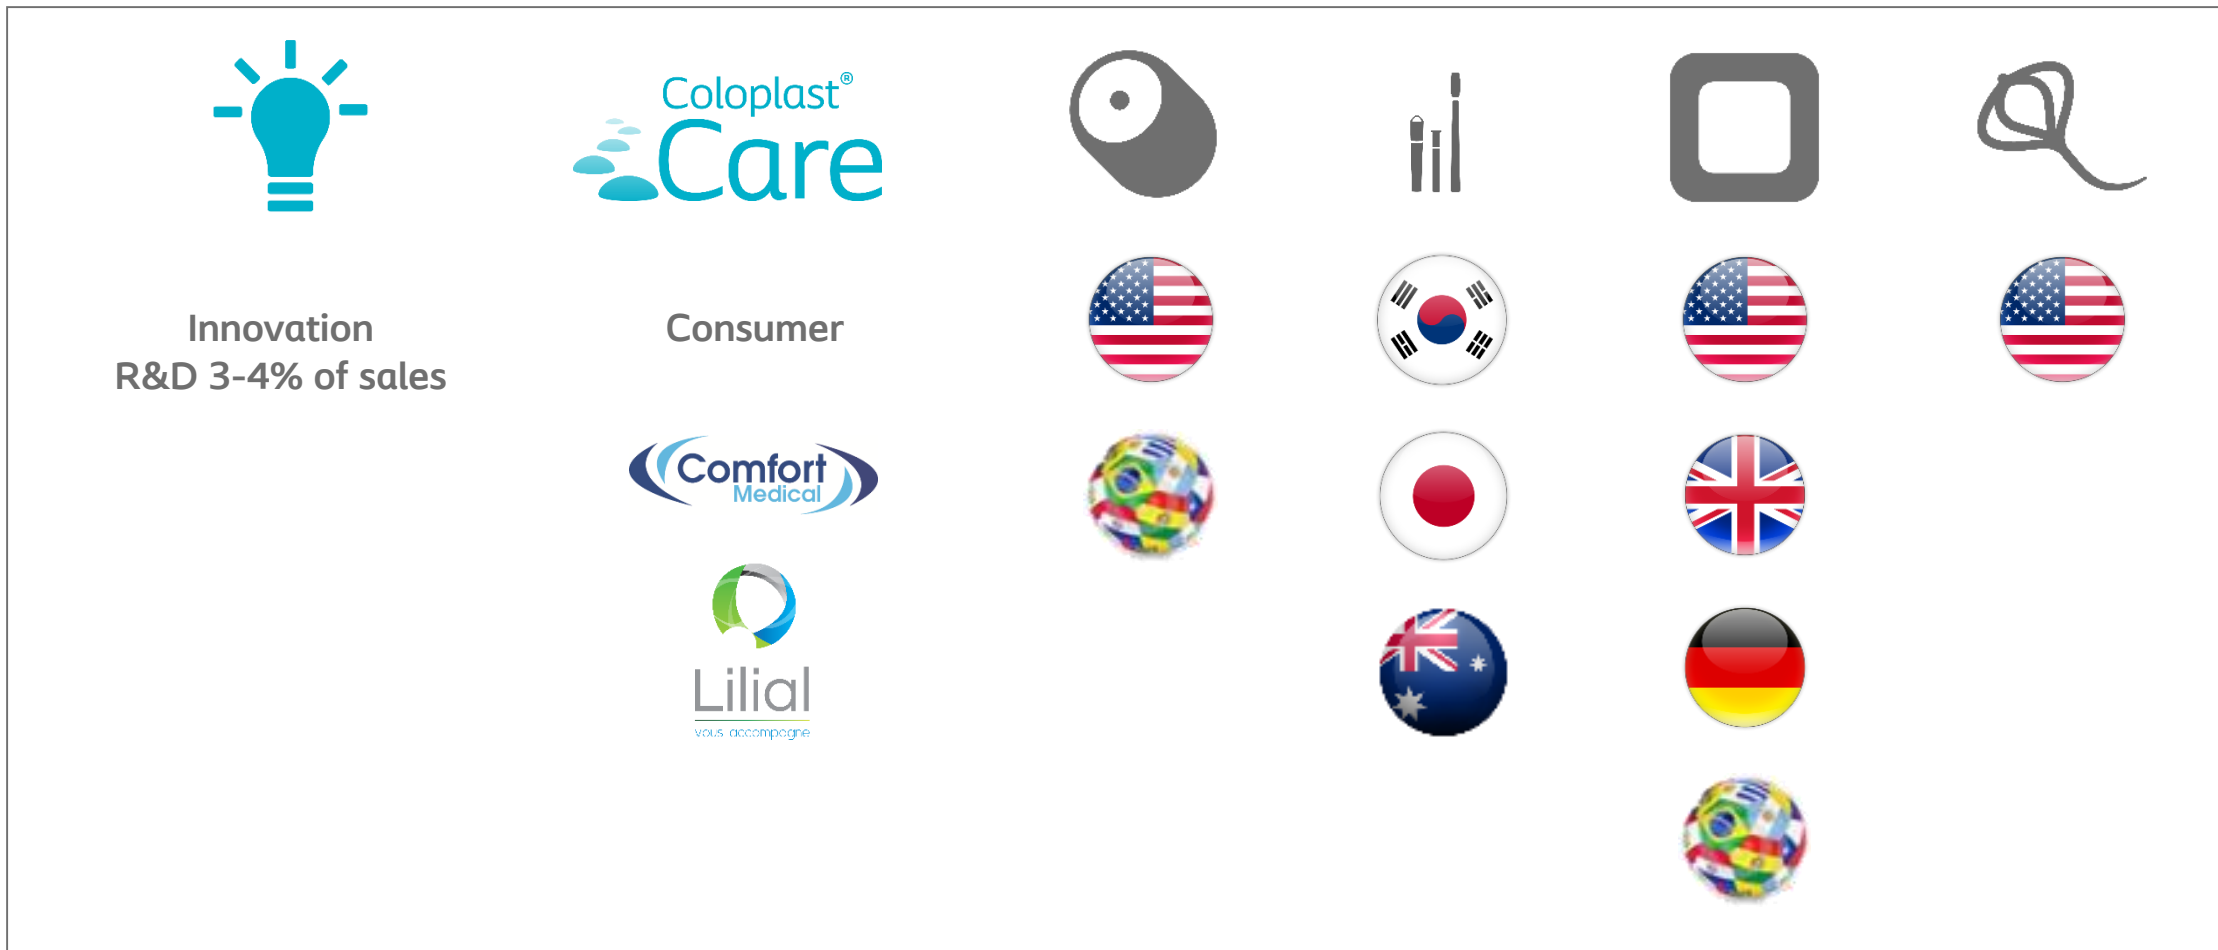 Coloplast®
Care
Innovation
R&D 3-4% of sales
Consumer
Comfort
Medical
Lilial
vous accompagne